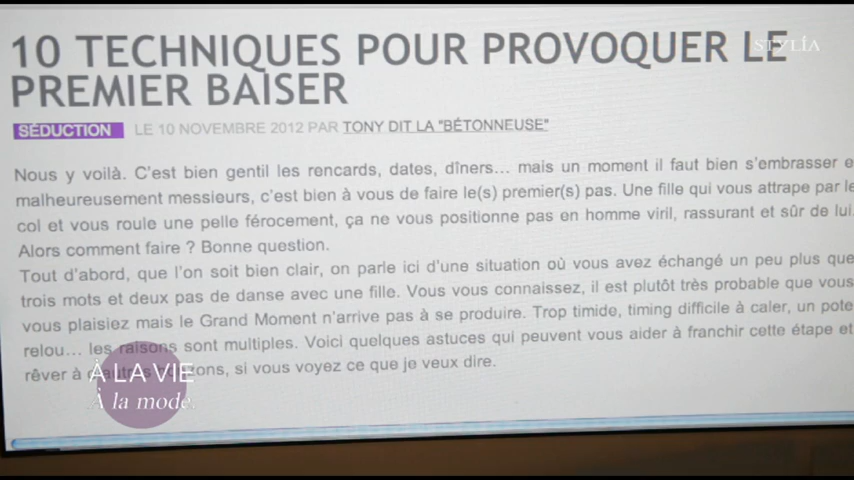 10 TECHNIQUES POUR PROVOQUER LE
PREMIER BAISER
STYLÍA
SÉDUCTION LE 10 NOVEMBRE 2012 PAR TONY DIT LA "BÉTONNEUSE"
Nous y voilà. C'est bien gentil les rencards, dates, dîners... mais un moment il faut bien s'embrasser e
malheureusement messieurs, c'est bien à vous de faire le(s) premier(s) pas. Une fille qui vous attrape par le
col et vous roule une pelle férocement, ça ne vous positionne pas en homme viril, rassurant et sûr de lui.
Alors comment faire ? Bonne question.
Tout d'abord, que l'on soit bien clair, on parle ici d'une situation où vous avez échangé un peu plus que
trois mots et deux pas de danse avec une fille. Vous vous connaissez, il est plutôt très probable que vous
vous plaisiez mais le Grand Moment n'arrive pas à se produire. Trop timide, timing difficile à caler, un pote
relou... les raisons sont multiples. Voici quelques astuces qui peuvent vous aider à franchir cette étape et
rêver à si vous voyez ce que je veux dire.
À LA VIE
À la mode.